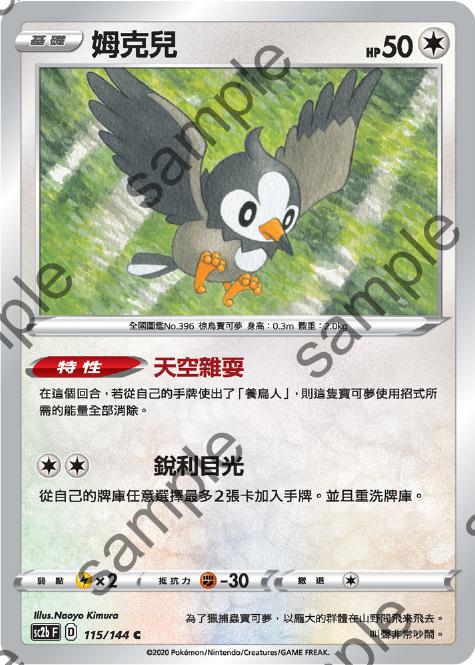 基礎 姆克兒 HP50
全國圖鑑No.396 椋鳥寶可夢 身高：0.3m 體重：2.0kg
特性 天空雜耍
在這個回合，若從自己的手牌使出了「養鳥人」，則這隻寶可夢使用招式所
需的能量全部消除。
銳利目光
從自己的牌庫任意選擇最多2張卡加入手牌。並且重洗牌庫。
弱點 ×2 抵抗力 -30 撤退
Illus.Naoyo Kimura
sc2b F D 115/144 C
為了獵捕蟲寶可夢，以龐大的群體在山野間飛來飛去。
叫聲非常吵鬧。
©2020 Pokémon/Nintendo/Creatures/GAME FREAK.
sample
sample
sample
sample
sample
sample